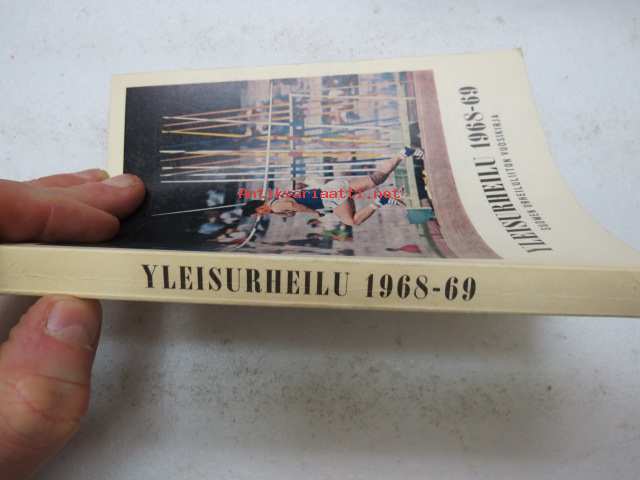 YLEISURHEILU 1968-69
SUOMEN URHEILULIITON VUOSIKIRJA
YLEISURHEILU 1968-69
antikvariaatti.net